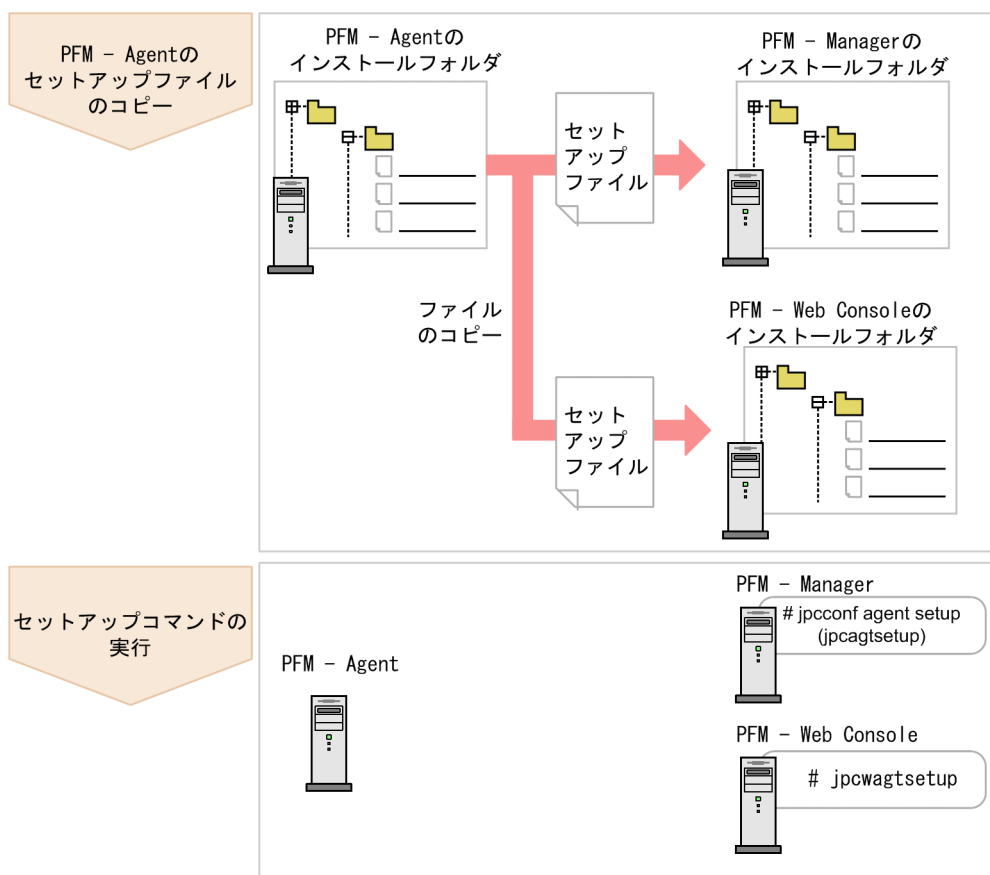 PFM － Agentの
セットアップファイル
のコピー
PFM － Agentの
インストールフォルダ
PFM － Managerの
インストールフォルダ
セット
アップ
ファイル
ファイル
のコピー
PFM － Web Consoleの
インストールフォルダ
セット
アップ
ファイル
セットアップコマンドの
実行
PFM － Agent
PFM － Manager
# jpcconf agent setup
(jpcagtsetup)
PFM － Web Console
# jpcwagtsetup